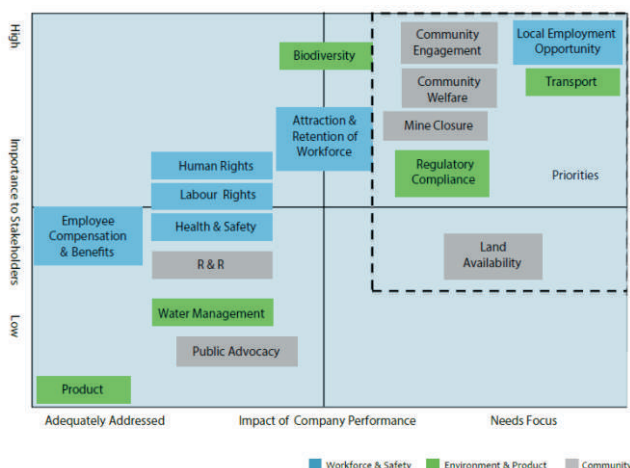 High
Importance to Stakeholders
Low
Biodiversity
Community
Engagement
Local Employment
Opportunity
Community
Welfare
Transport
Attraction &
Retention of
Workforce
Mine Closure
Human Rights
Regulatory
Compliance
Priorities
Labour Rights
Employee
Compensation
& Benefits
Health & Safety
R & R
Land
Availability
Water Management
Public Advocacy
Product
Adequately Addressed
Impact of Company Performance
Needs Focus
Workforce & Safety
Environment & Product
Community